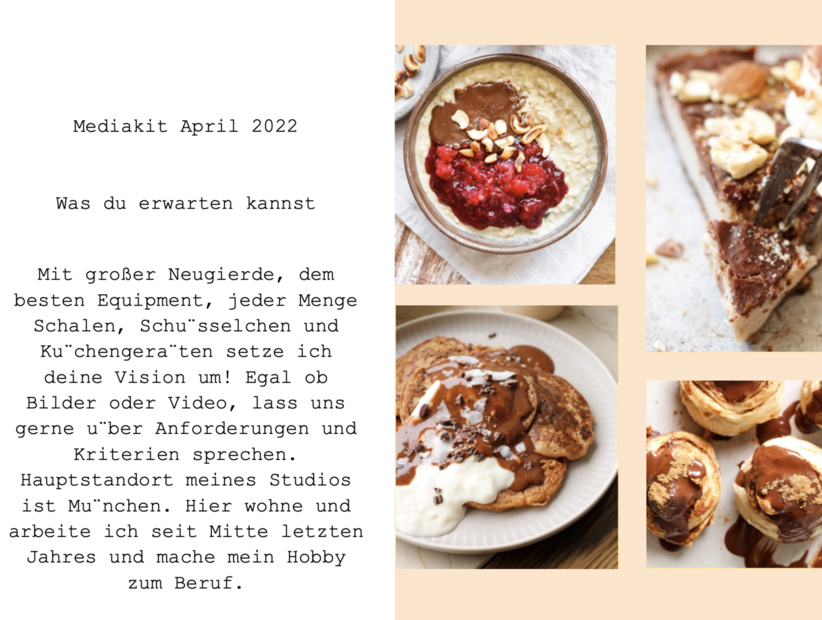 Mediakit April 2022
Was du erwarten kannst
Mit großer Neugierde, dem
besten Equipment, jeder Menge
Schalen, Schu¨sselchen und
Ku¨chengera¨ten setze ich
deine Vision um! Egal ob
Bilder oder Video, lass uns
gerne u¨ber Anforderungen und
Kriterien sprechen.
Hauptstandort meines Studios
ist Mu¨nchen. Hier wohne und
arbeite ich seit Mitte letzten
Jahres und mache mein Hobby
zum Beruf.